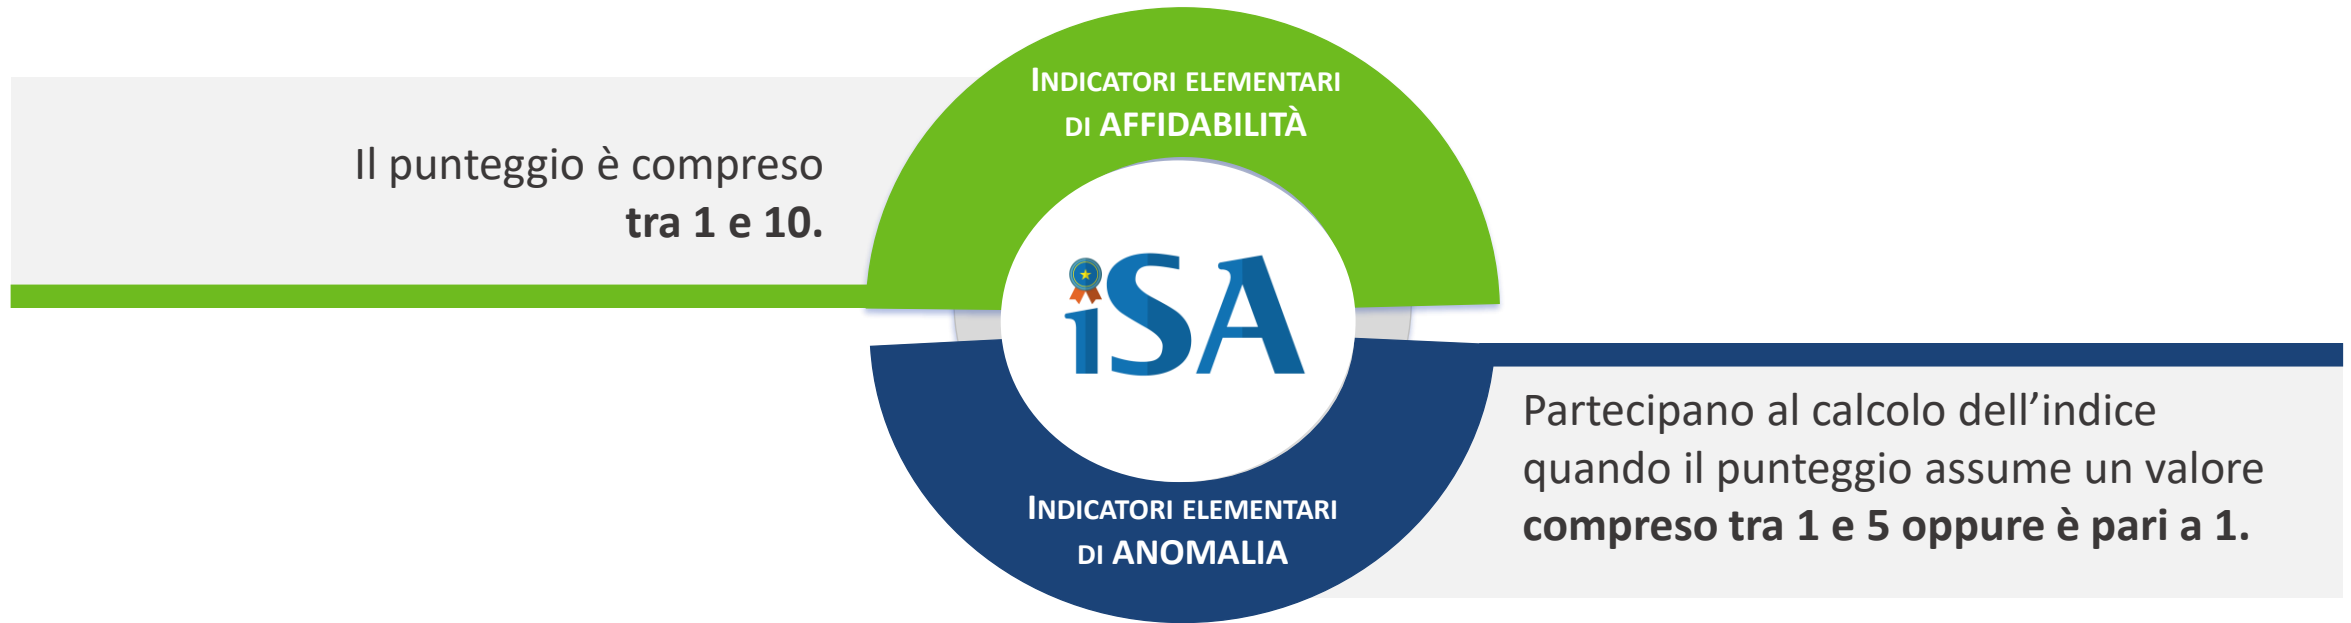 Indicatori elementari
di AFFIDABILITÀ
Il punteggio è compreso
tra 1 e 10.
iSA
Indicatori elementari
di ANOMALIA
Partecipano al calcolo dell’indice
quando il punteggio assume un valore
compreso tra 1 e 5 oppure è pari a 1.